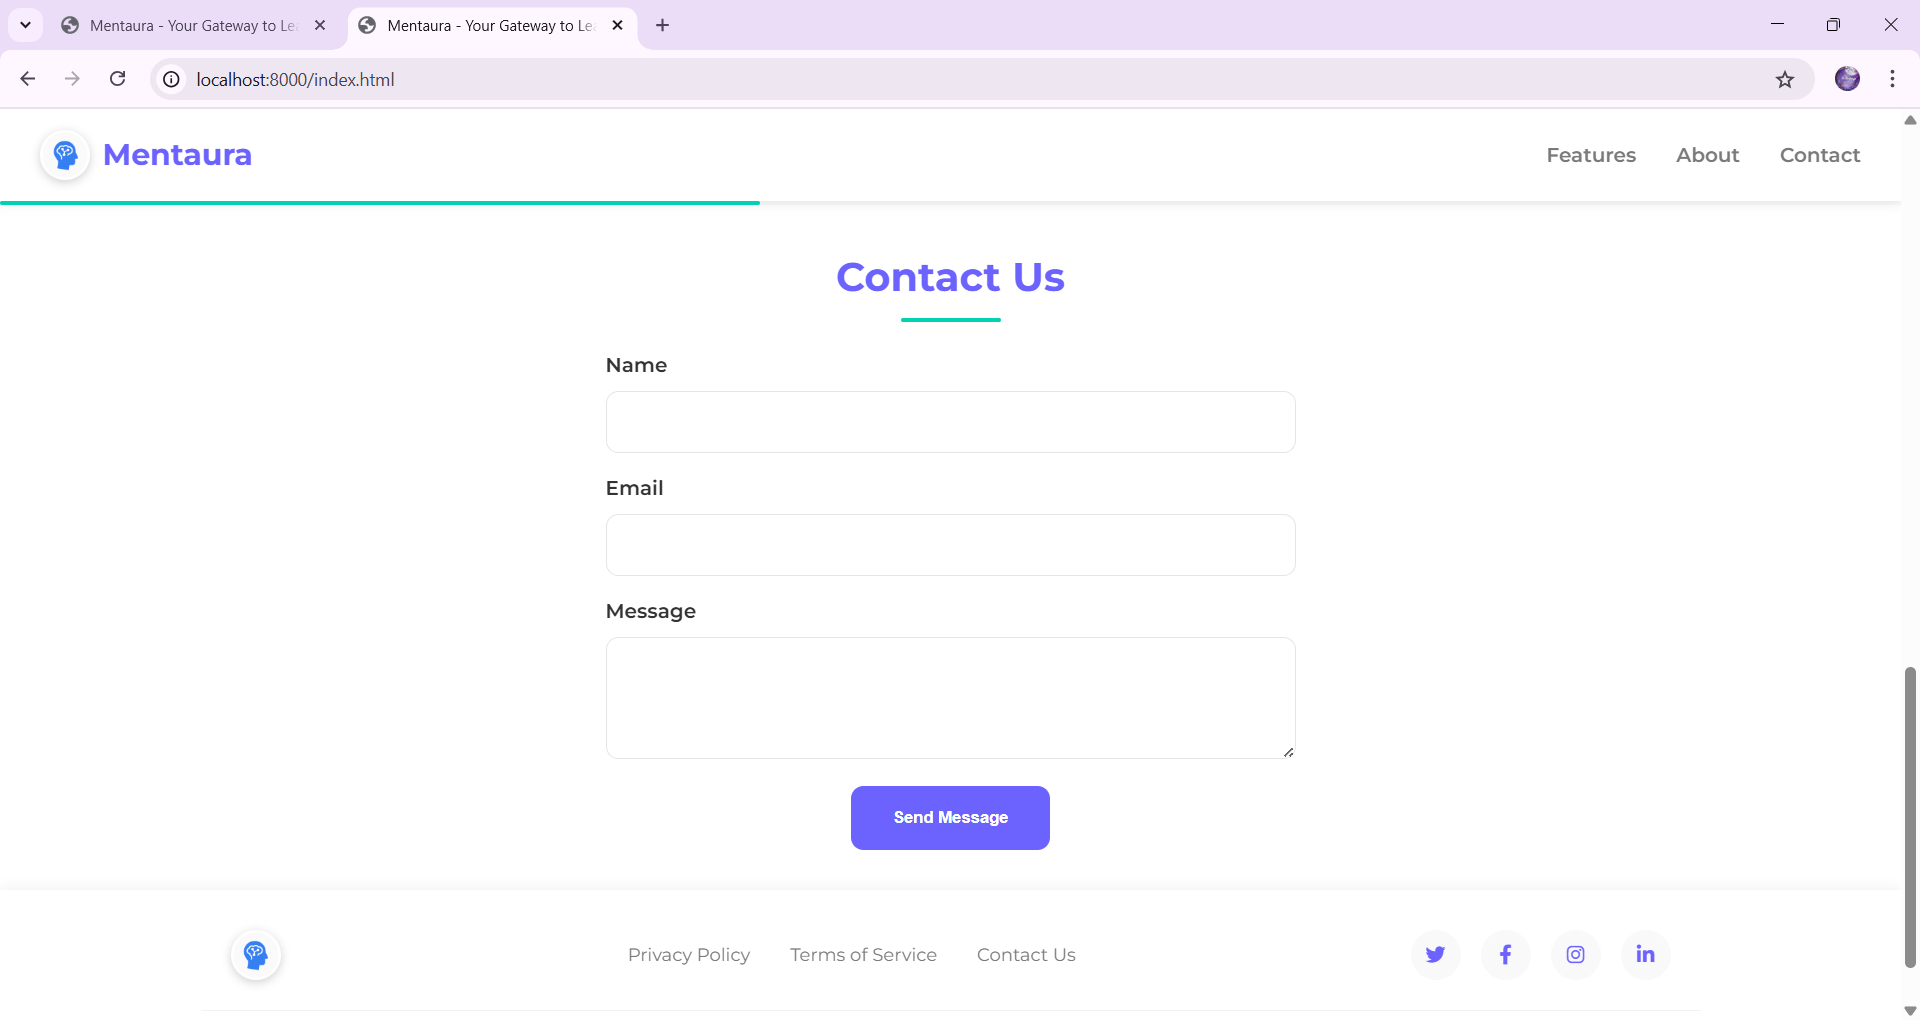 Mentaura - Your Gateway to Le
Mentaura - Your Gateway to Le
localhost:8000/index.html
Mentaura
Features About Contact
Contact Us
Name
Email
Message
Send Message
Privacy Policy Terms of Service Contact Us